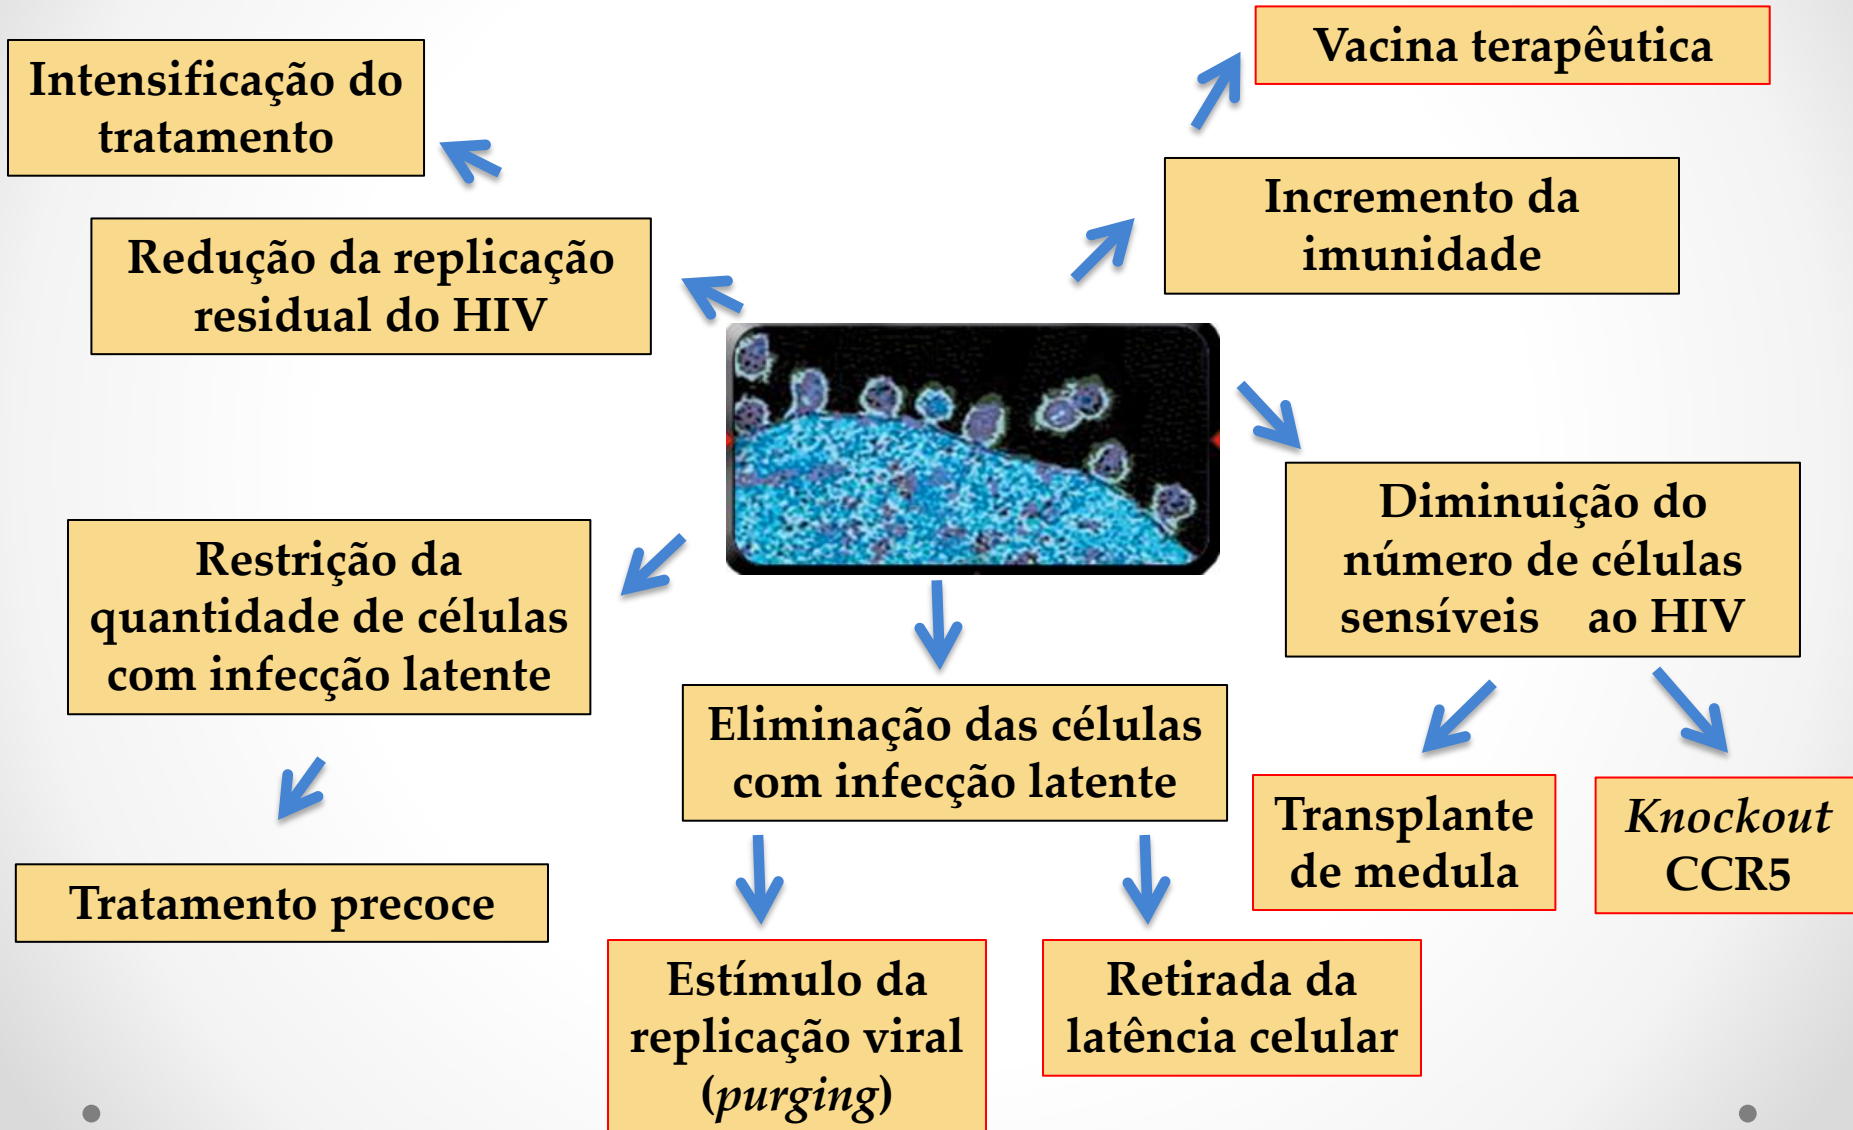 Intensificação do
tratamento
Redução da replicação
residual do HIV
Restrição da
quantidade de células
com infecção latente
Tratamento precoce
Eliminação das células
com infecção latente
Estímulo da
replicação viral
(purging)
Retirada da
latência celular
Vacina terapêutica
Incremento da
imunidade
Diminuição do
número de células
sensíveis ao HIV
Transplante
de medula
Knockout
CCR5